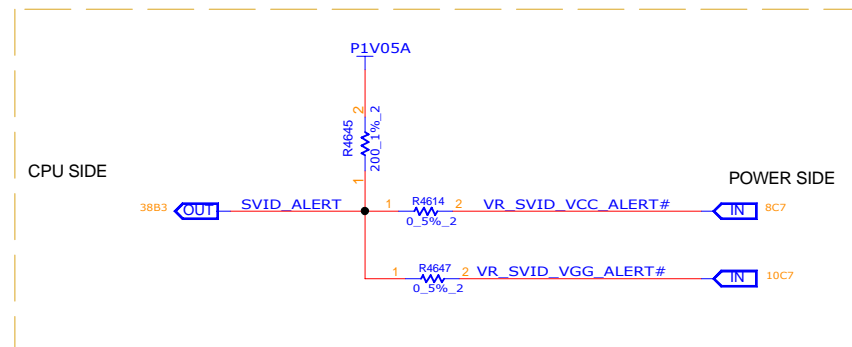 P1V05A
2
R4645
200_1%_2
1
CPU SIDE
POWER SIDE
38B3 OUT SVID_ALERT 1 R4614 2 VR_SVID_VCC_ALERT# IN 8C7
0_5%_2
1 R4647 2 VR_SVID_VGG_ALERT# IN 10C7
0_5%_2